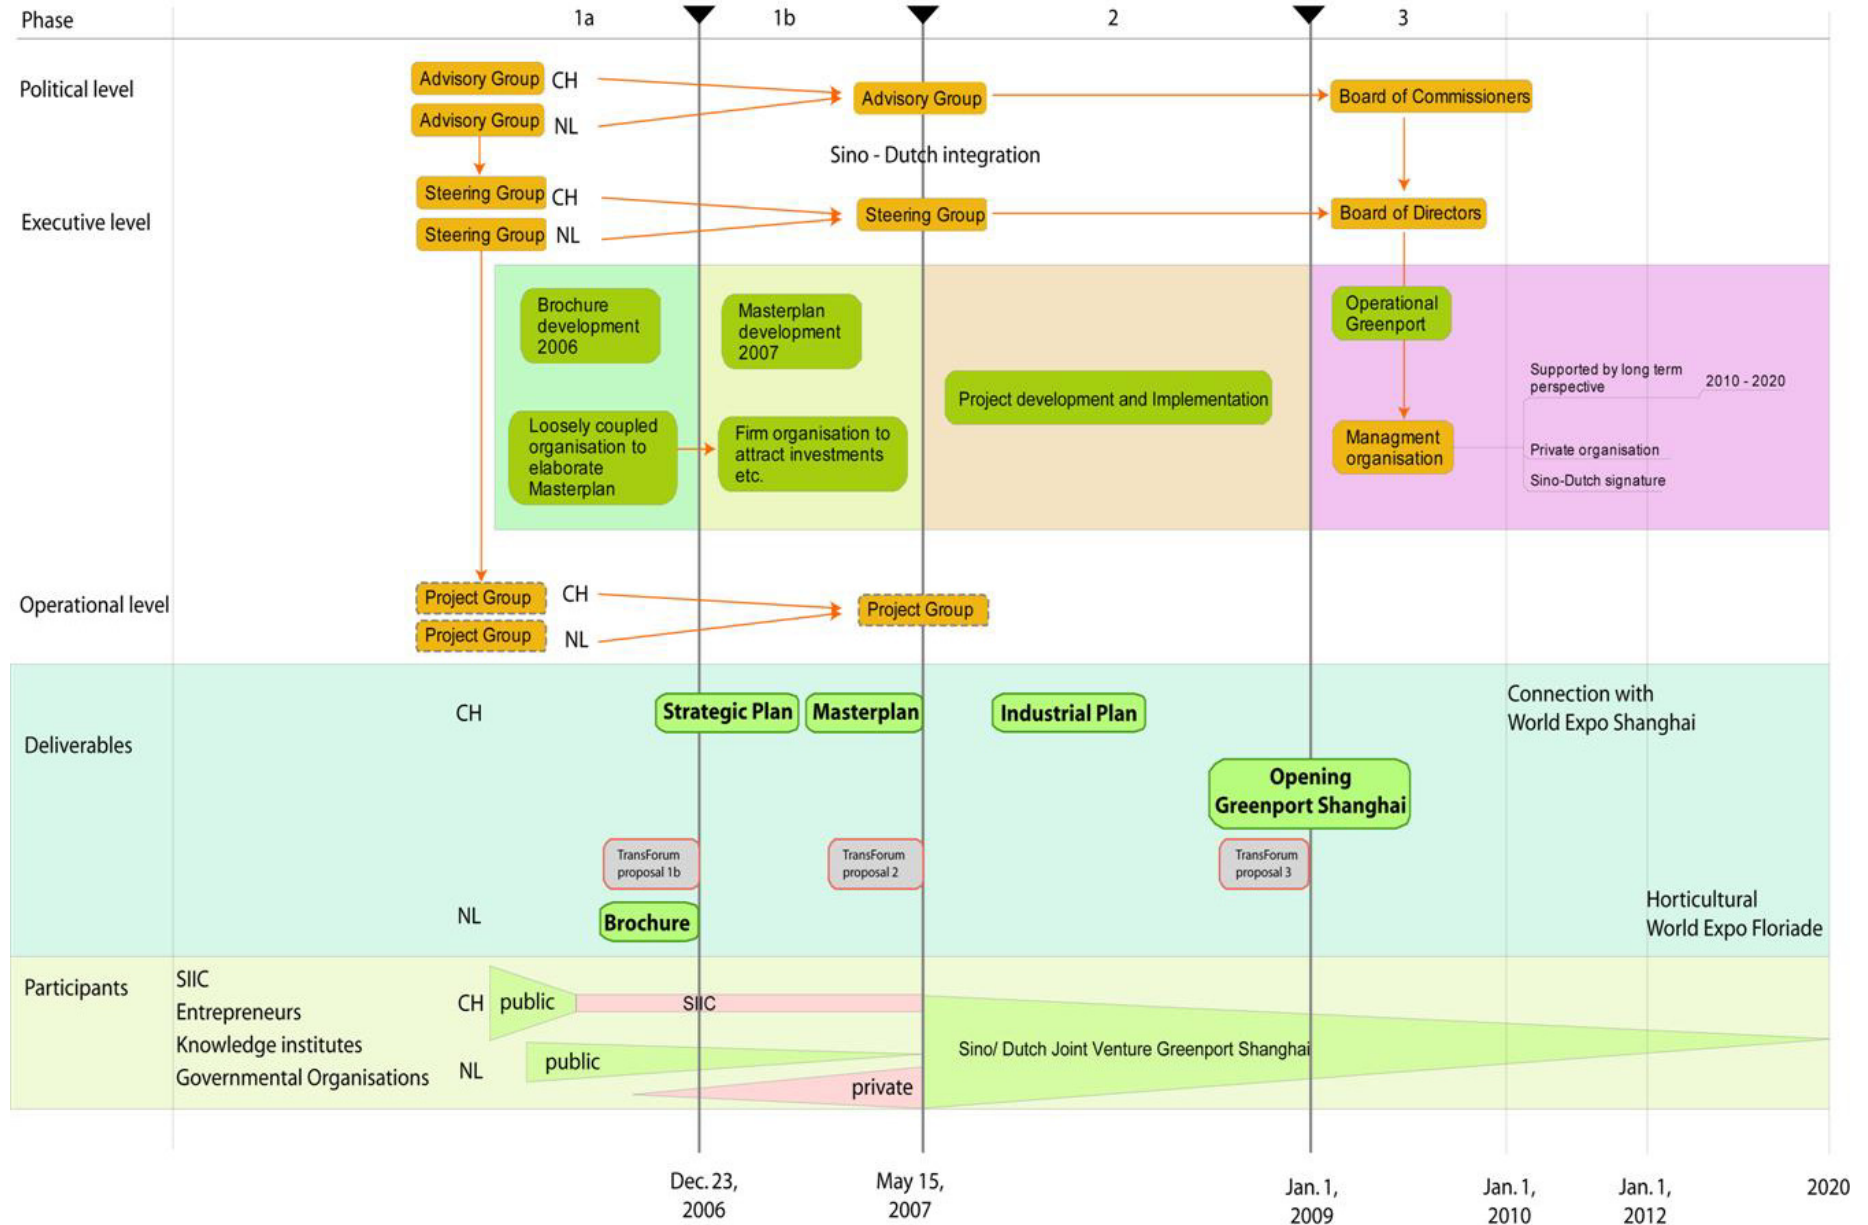 Phase
1a
1b
2
3
Political level
Advisory Group CH
Advisory Group NL
Advisory Group
Board of Commissioners
Sino - Dutch integration
Executive level
Steering Group CH
Steering Group NL
Steering Group
Board of Directors
Brochure
development
2006
Masterplan
development
2007
Operational
Greenport
Project development and Implementation
Supported by long term
perspective
2010 - 2020
Loosely coupled
organisation to
elaborate
Masterplan
Firm organisation to
attract investments
etc.
Managment
organisation
Private organisation
Sino-Dutch signature
Operational level
Project Group CH
Project Group NL
Project Group
Deliverables
CH
Strategic Plan
Masterplan
Industrial Plan
Connection with
World Expo Shanghai
Opening
Greenport Shanghai
TransForum
proposal 1b
TransForum
proposal 2
TransForum
proposal 3
NL
Brochure
Horticultural
World Expo Floriade
Participants
SIIC
Entrepreneurs
Knowledge institutes
Governmental Organisations
CH
public
SIIC
NL
public
private
Sino/ Dutch Joint Venture Greenport Shanghai
Dec. 23,
2006
May 15,
2007
Jan. 1,
2009
Jan. 1,
2010
Jan. 1,
2012
2020